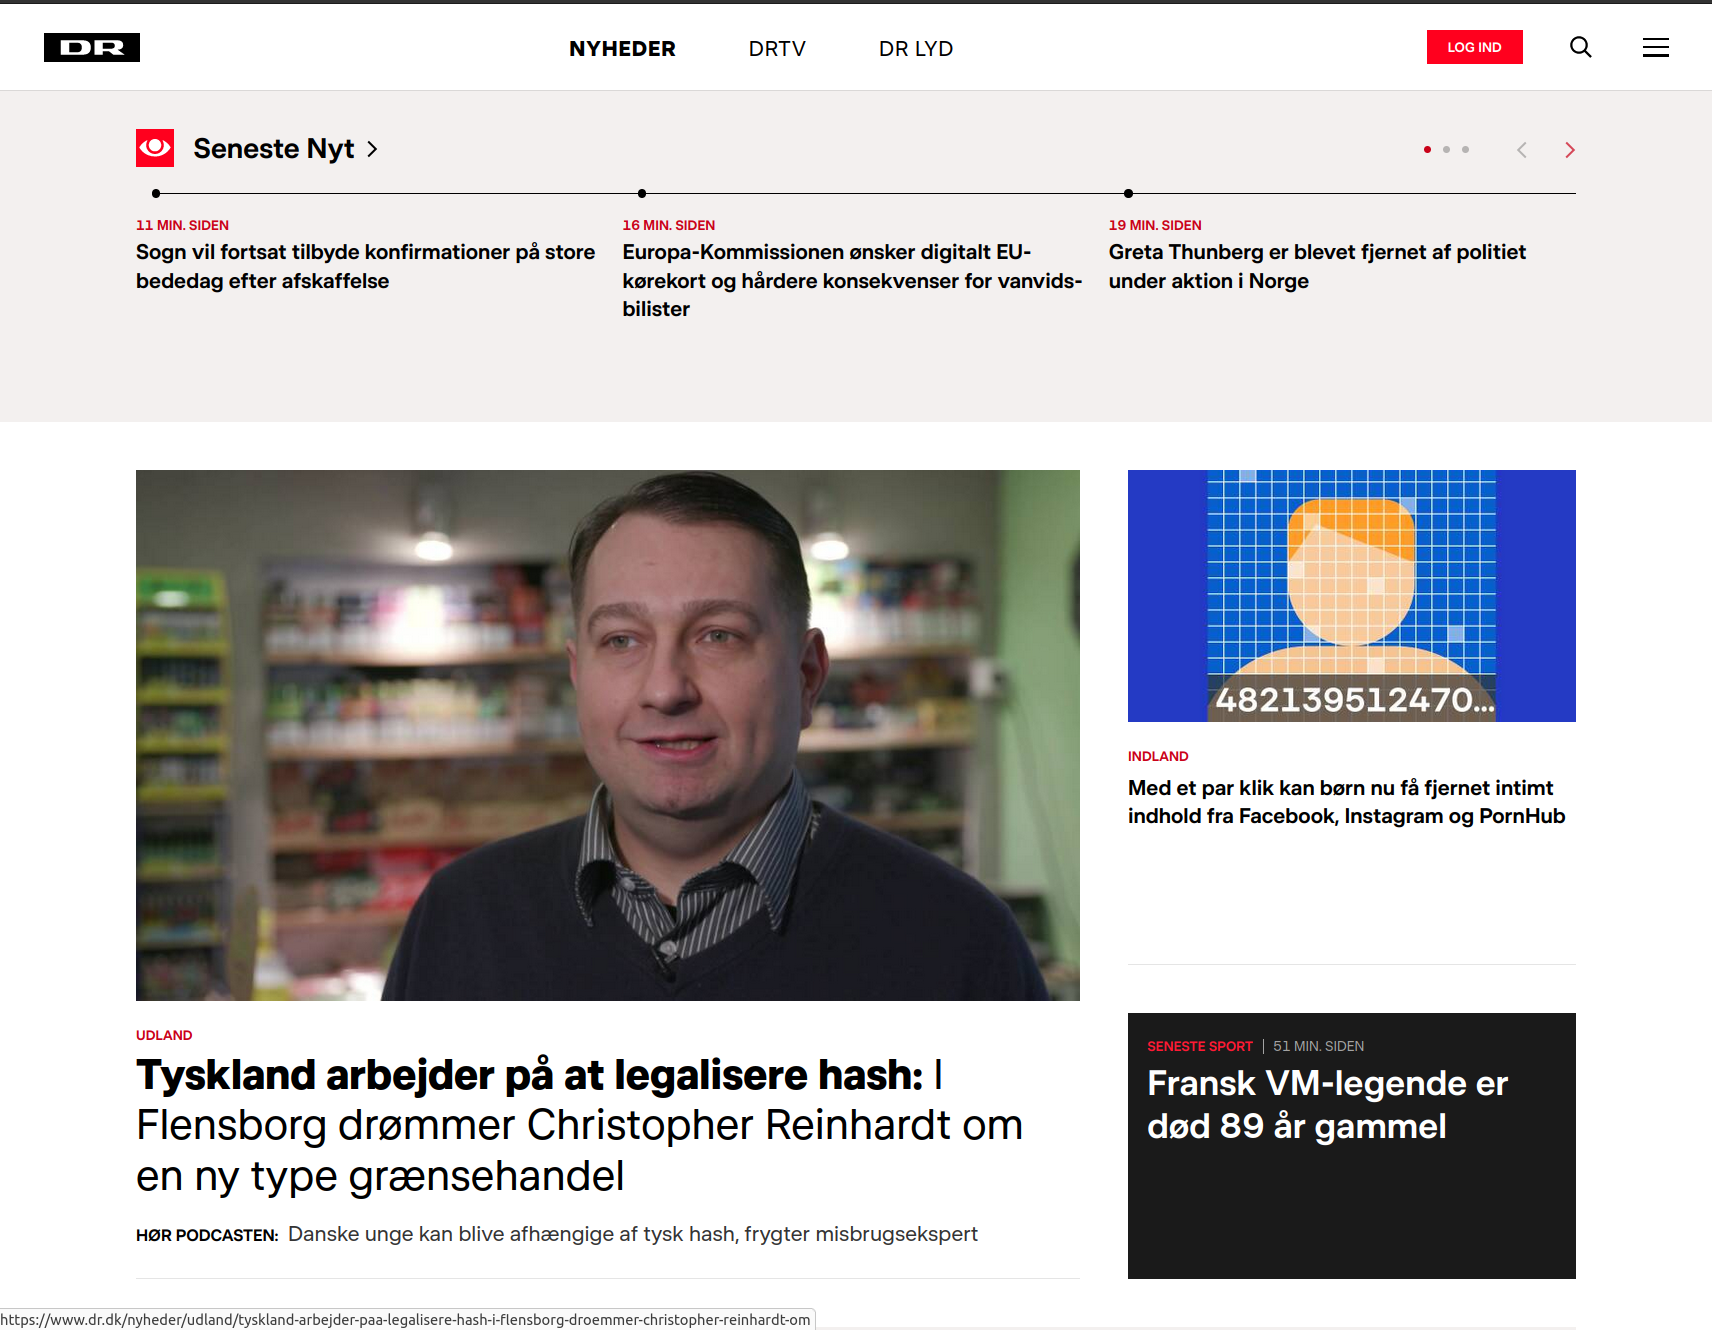 DR
NYHEDER
DRTV
DR LYD
LOG IND
Seneste Nyt
11 MIN. SIDEN
Sogn vil fortsat tilbyde konfirmationer på store
bededag efter afskaffelse
16 MIN. SIDEN
Europa-Kommissionen ønsker digitalt EU-
kørekort og hårdere konsekvenser for vanvids-
bilister
19 MIN. SIDEN
Greta Thunberg er blevet fjernet af politiet
under aktion i Norge
UDLAND
Tyskland arbejder på at legalisere hash: I
Flensborg drømmer Christopher Reinhardt om
en ny type grænsehandel
HØR PODCASTEN: Danske unge kan blive afhængige af tysk hash, frygter misbrugsekspert
482139512470...
INDLAND
Med et par klik kan børn nu få fjernet intimt
indhold fra Facebook, Instagram og PornHub
SENESTE SPORT | 51 MIN. SIDEN
Fransk VM-legende er
død 89 år gammel
https://www.dr.dk/nyheder/udland/tyskland-arbejder-paa-legalisere-hash-i-flensborg-droemmer-christopher-reinhardt-om